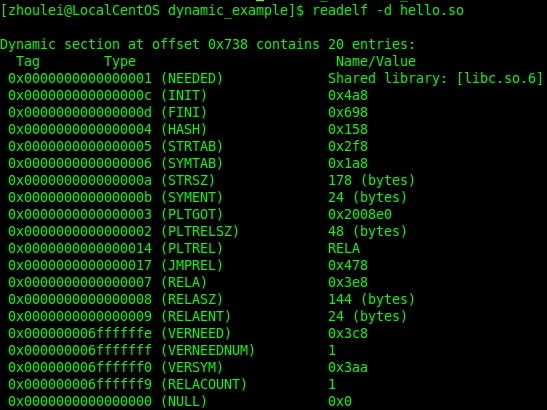 [zhoulei@LocalCentOS dynamic_example]$ readelf -d hello.so
Dynamic section at offset 0x738 contains 20 entries:
Tag Type Name/Value
0x0000000000000001 (NEEDED) Shared library: [libc.so.6]
0x000000000000000c (INIT) 0x4a8
0x000000000000000d (FINI) 0x698
0x0000000000000004 (HASH) 0x158
0x0000000000000005 (STRTAB) 0x2f8
0x0000000000000006 (SYMTAB) 0x1a8
0x000000000000000a (STRSZ) 178 (bytes)
0x000000000000000b (SYMENT) 24 (bytes)
0x0000000000000003 (PLTGOT) 0x2008e0
0x0000000000000002 (PLTRELSZ) 48 (bytes)
0x0000000000000014 (PLTREL) RELA
0x0000000000000017 (JMPREL) 0x478
0x0000000000000007 (RELA) 0x3e8
0x0000000000000008 (RELASZ) 144 (bytes)
0x0000000000000009 (RELAENT) 24 (bytes)
0x000000006ffffffe (VERNEED) 0x3c8
0x000000006fffffff (VERNEEDNUM) 1
0x000000006ffffff0 (VERSYM) 0x3aa
0x000000006ffffff9 (RELACOUNT) 1
0x0000000000000000 (NULL) 0x0